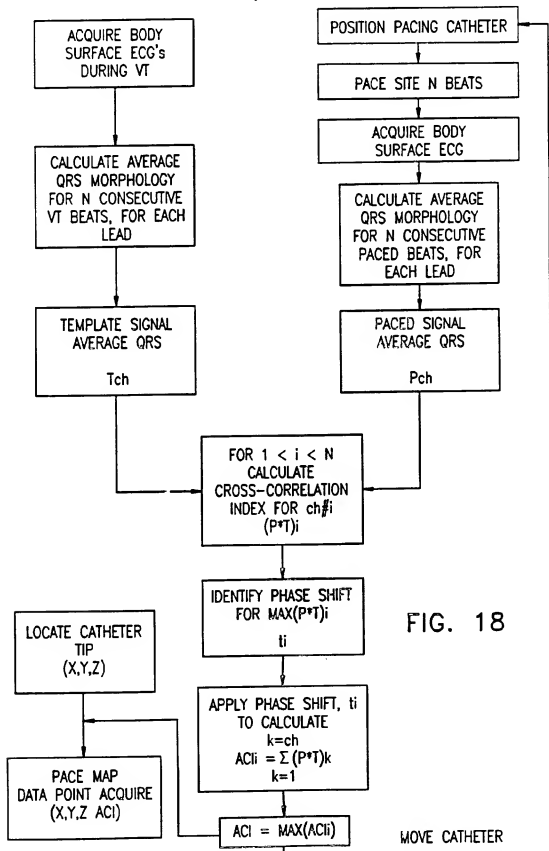 ACQUIRE BODY
SURFACE ECG's
DURING VT
CALCULATE AVERAGE
QRS MORPHOLOGY
FOR N CONSECUTIVE
VT BEATS, FOR EACH
LEAD
TEMPLATE SIGNAL
AVERAGE QRS
Tch
POSITION PACING CATHETER
PACE SITE N BEATS
ACQUIRE BODY
SURFACE ECG
CALCULATE AVERAGE
QRS MORPHOLOGY
FOR N CONSECUTIVE
PACED BEATS, FOR
EACH LEAD
PACED SIGNAL
AVERAGE QRS
Pch
FOR 1 < i < N
CALCULATE
CROSS-CORRELATION
INDEX FOR ch#i
(P*T)i
IDENTIFY PHASE SHIFT
FOR MAX(P*T)i
ti
FIG. 18
LOCATE CATHETER
TIP
(X,Y,Z)
APPLY PHASE SHIFT, ti
TO CALCULATE
k=ch
ACIi = Σ(P*T)k
k=1
PACE MAP
DATA POINT ACQUIRE
(X,Y,Z ACI)
ACI = MAX(ACIi)
MOVE CATHETER